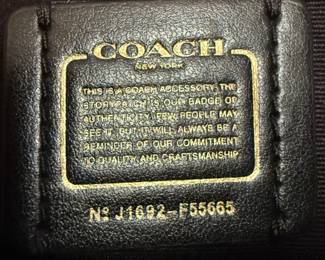 COACH
NEW YORK
THIS IS A COACH ACCESSORY. THE
STORYPATCH IS OUR BADGE OF
AUTHENTICITY. FEW PEOPLE MAY
SEE IT, BUT IT WILL ALWAYS BE A
REMINDER OF OUR COMMITMENT
TO QUALITY AND CRAFTSMANSHIP.
Nº J1692-F55665